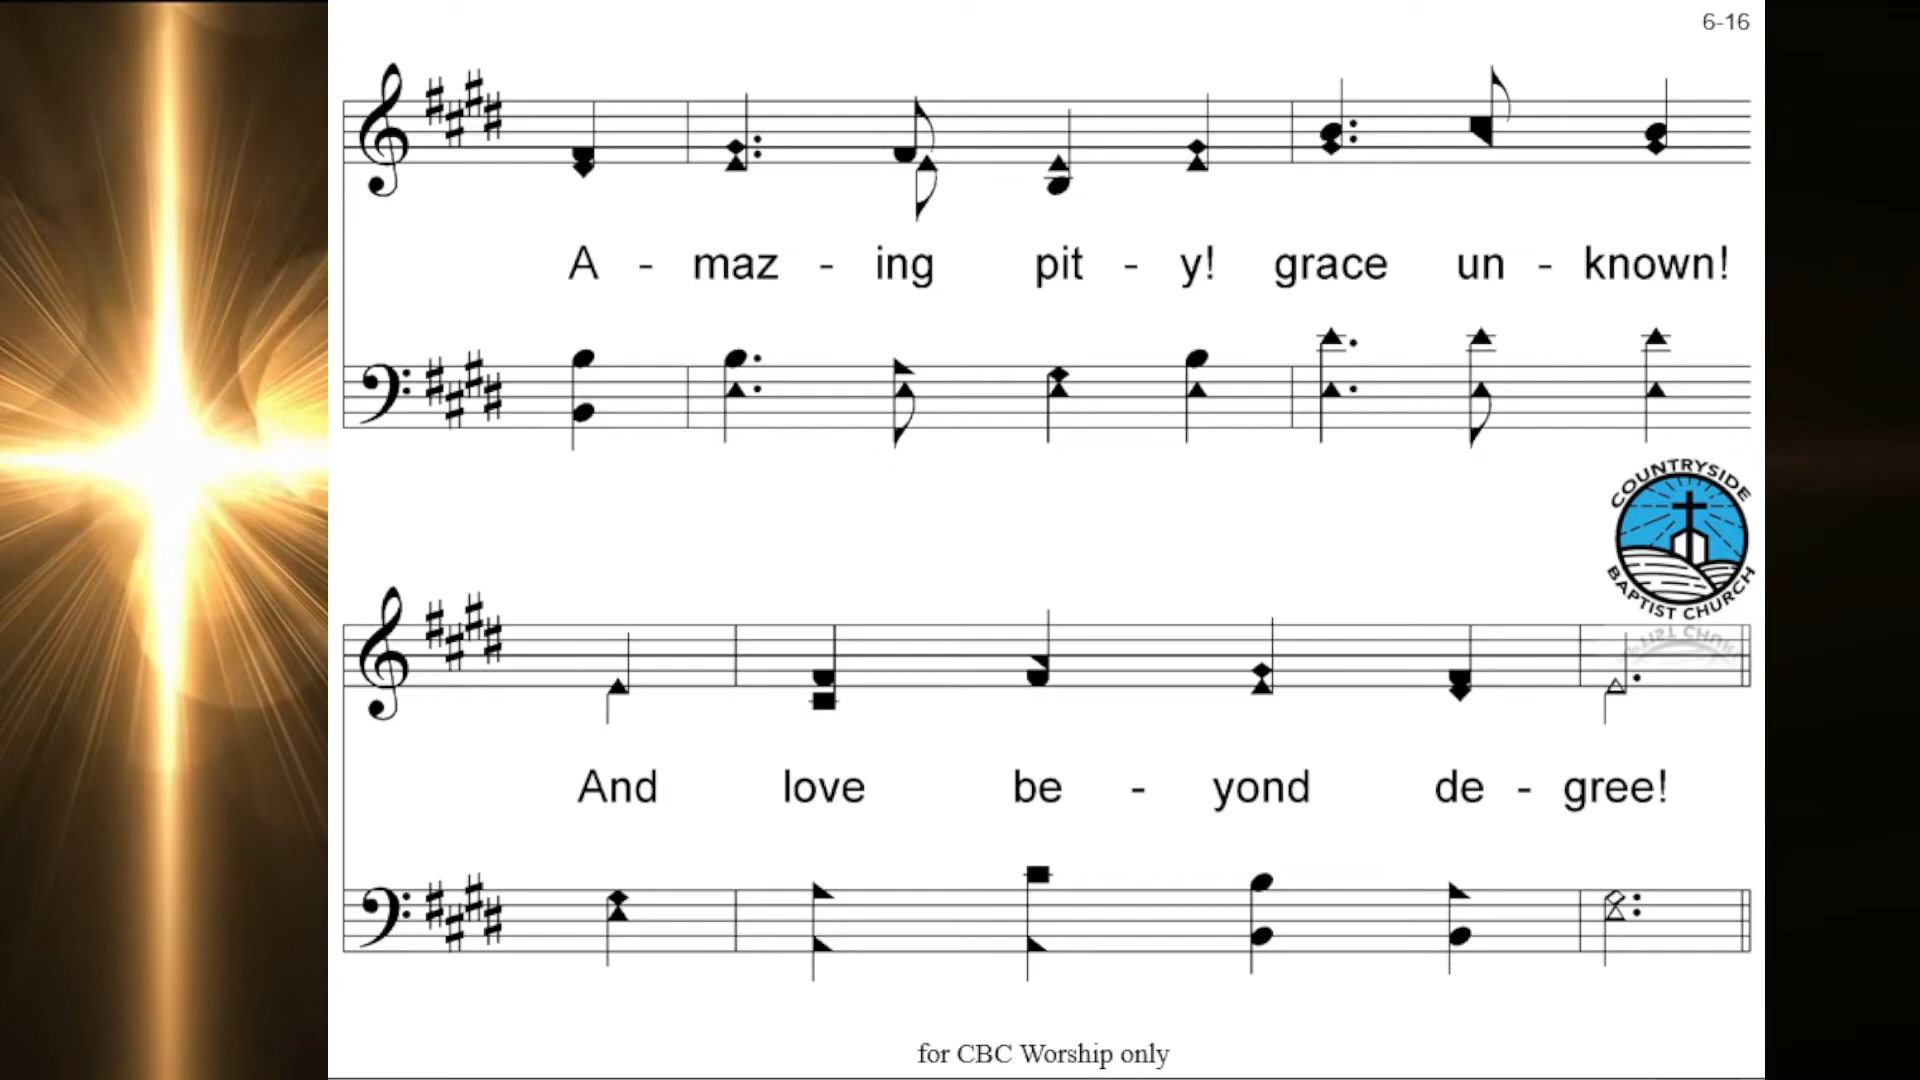 6-16
A - maz - ing pit - y! grace un - known!
COUNTRYSIDE
BAPTIST CHURCH
And love be - yond de - gree!
for CBC Worship only